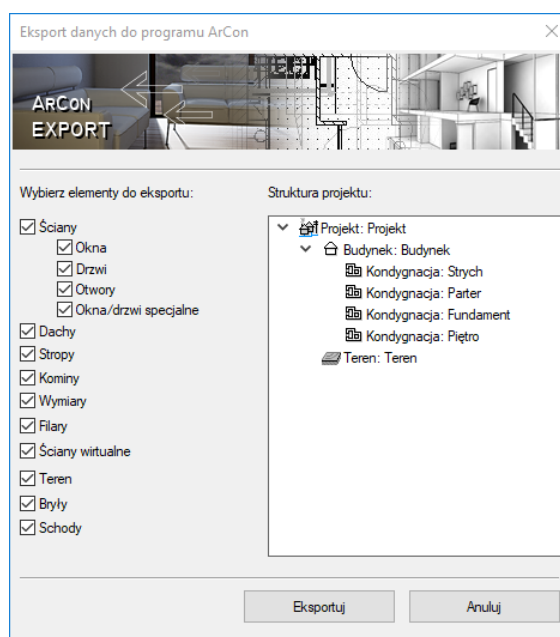 Eksport danych do programu ArCon
ARCON
EXPORT
Wybierz elementy do eksportu:
Ściany
Okna
Drzwi
Otwory
Okna/drzwi specjalne
Dachy
Stropy
Kominy
Wymiary
Filary
Ściany wirtualne
Teren
Bryły
Schody
Struktura projektu:
Projekt: Projekt
Budynek: Budynek
Kondygnacja: Strych
Kondygnacja: Parter
Kondygnacja: Fundament
Kondygnacja: Piętro
Teren: Teren
Eksportuj
Anuluj